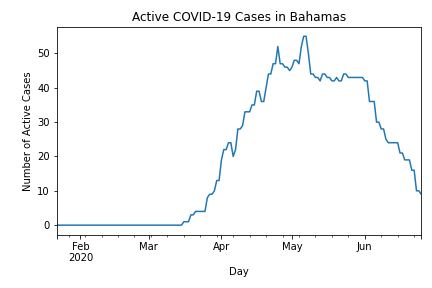 Active COVID-19 Cases in Bahamas
Number of Active Cases
50
40
30
20
10
0
Feb
2020
Mar
Apr
May
Jun
Day